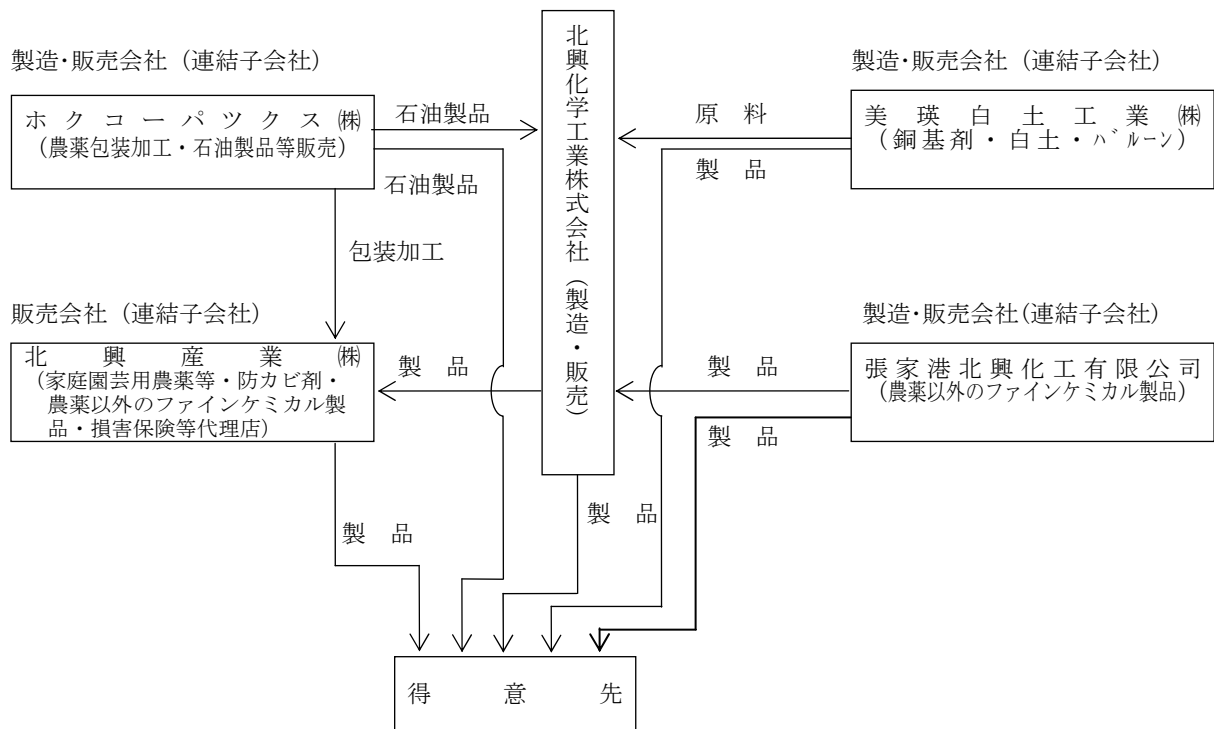 製造・販売会社（連結子会社）
ホクコーパツクス㈱
（農薬包装加工・石油製品等販売）
石油製品
石油製品
包装加工
販売会社（連結子会社）
北興産業㈱
（家庭園芸用農薬等・防カビ剤・
農薬以外のファインケミカル製
品・損害保険等代理店）
製品
製品
北興化学工業株式会社（製造・販売）
製品
製造・販売会社（連結子会社）
美瑛白土工業㈱
（銅基剤・白土・バルーン）
原料
製品
製造・販売会社（連結子会社）
張家港北興化工有限公司
（農薬以外のファインケミカル製品）
製品
製品
得意先